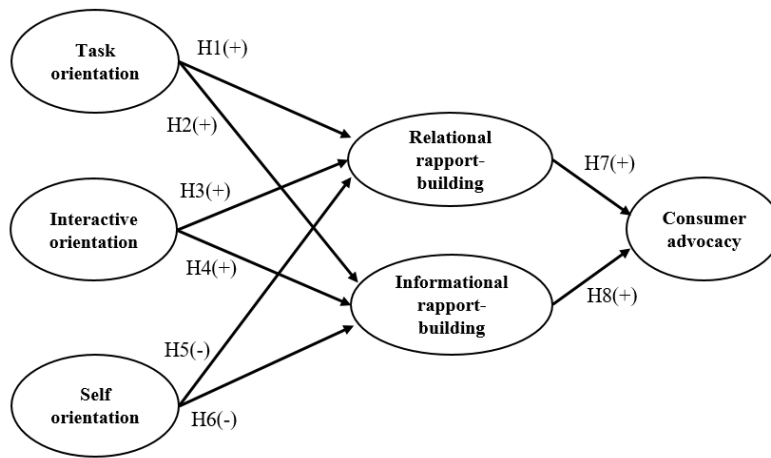 Task
orientation
H1(+)
H2(+)
Relational
rapport-
building
H7(+)
H3(+)
Interactive
orientation
Consumer
advocacy
H4(+)
Informational
rapport-
building
H8(+)
H5(-)
Self
orientation
H6(-)